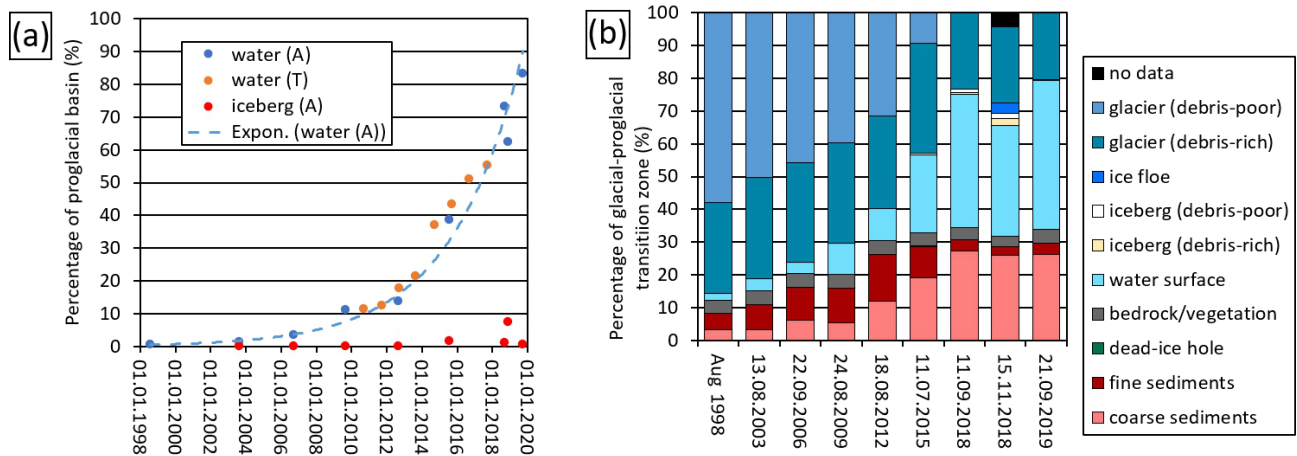 (a)
Percentage of proglacial basin (%)
100
90
80
70
60
50
40
30
20
10
0
water (A)
water (T)
iceberg (A)
Expon. (water (A))
01.01.1998
01.01.2000
01.01.2002
01.01.2004
01.01.2006
01.01.2008
01.01.2010
01.01.2012
01.01.2014
01.01.2016
01.01.2018
01.01.2020
(b)
Percentage of glacial-proglacial
transitiion zone (%)
100
90
80
70
60
50
40
30
20
10
0
Aug 1998
13.08.2003
22.09.2006
24.08.2009
18.08.2012
11.07.2015
11.09.2018
15.11.2018
21.09.2019
no data
glacier (debris-poor)
glacier (debris-rich)
ice floe
iceberg (debris-poor)
iceberg (debris-rich)
water surface
bedrock/vegetation
dead-ice hole
fine sediments
coarse sediments